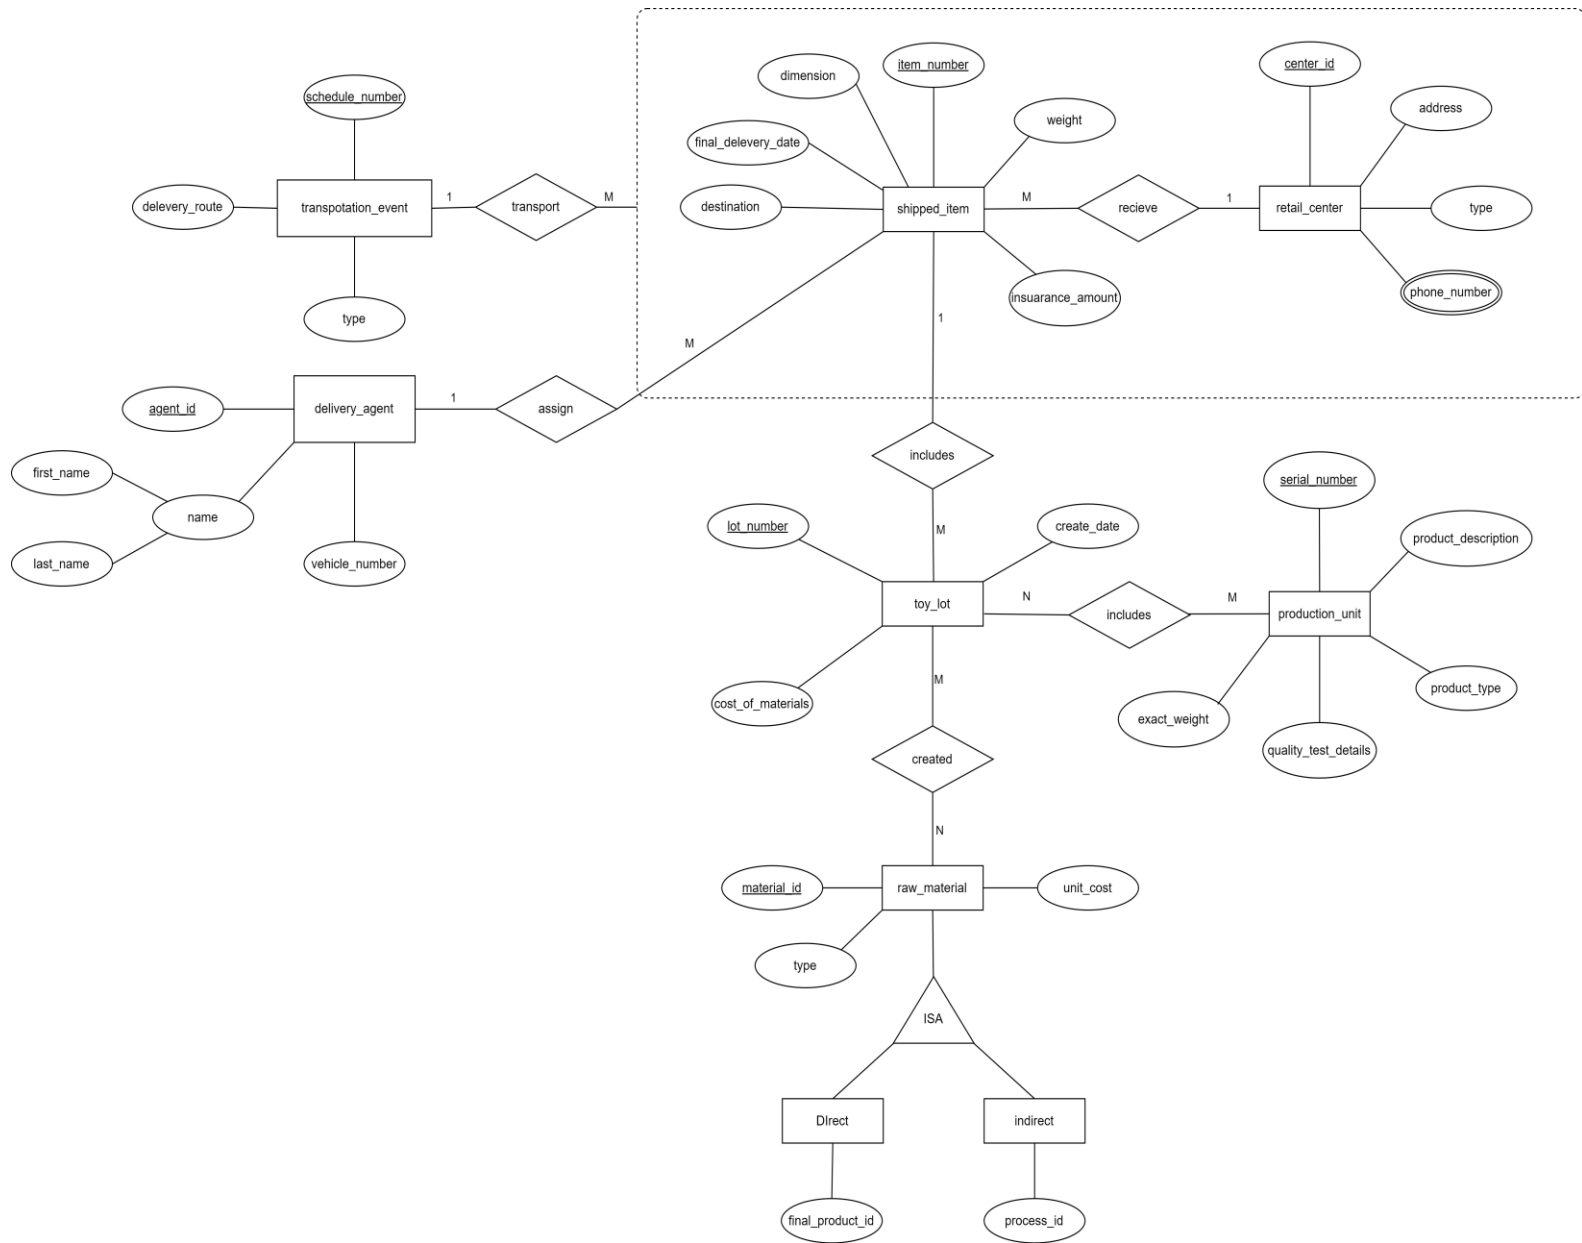 item_number
center_id
dimension
schedule_number
address
weight
final_delevery_date
delevery_route
transpotation_event
1
transport
M
destination
shipped_item
M
recieve
1
retail_center
type
insuarance_amount
phone_number
type
1
M
agent_id
delivery_agent
1
assign
includes
first_name
name
last_name
vehicle_number
serial_number
lot_number
create_date
M
product_description
toy_lot
N
includes
M
production_unit
M
cost_of_materials
product_type
exact_weight
quality_test_details
created
N
material_id
raw_material
unit_cost
type
ISA
DIrect
indirect
final_product_id
process_id